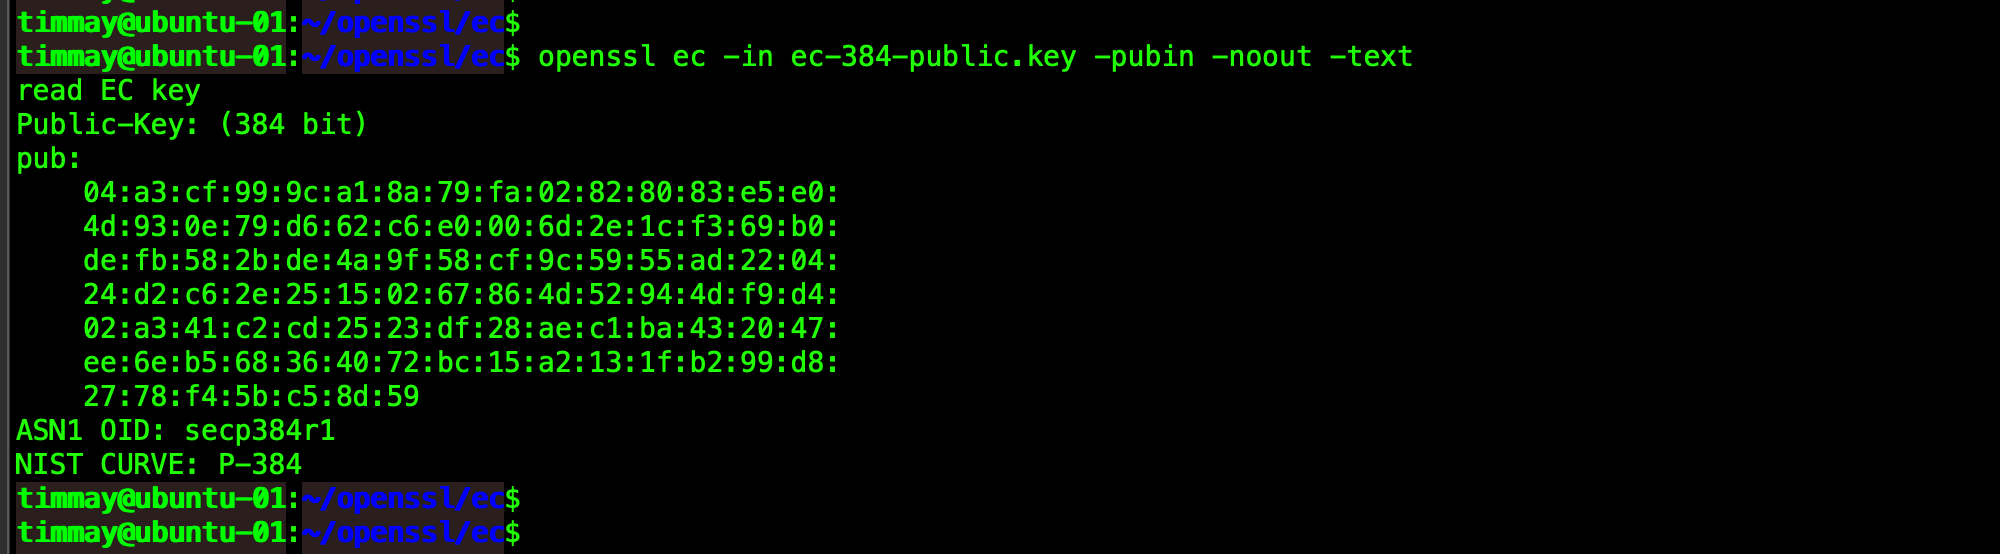 timmay@ubuntu-01:~/openssl/ec$
timmay@ubuntu-01:~/openssl/ec$ openssl ec -in ec-384-public.key -pubin -noout -text
read EC key
Public-Key: (384 bit)
pub:
    04:a3:cf:99:9c:a1:8a:79:fa:02:82:80:83:e5:e0:
    4d:93:0e:79:d6:62:c6:e0:00:6d:2e:1c:f3:69:b0:
    de:fb:58:2b:de:4a:9f:58:cf:9c:59:55:ad:22:04:
    24:d2:c6:2e:25:15:02:67:86:4d:52:94:4d:f9:d4:
    02:a3:41:c2:cd:25:23:df:28:ae:c1:ba:43:20:47:
    ee:6e:b5:68:36:40:72:bc:15:a2:13:1f:b2:99:d8:
    27:78:f4:5b:c5:8d:59
ASN1 OID: secp384r1
NIST CURVE: P-384
timmay@ubuntu-01:~/openssl/ec$
timmay@ubuntu-01:~/openssl/ec$